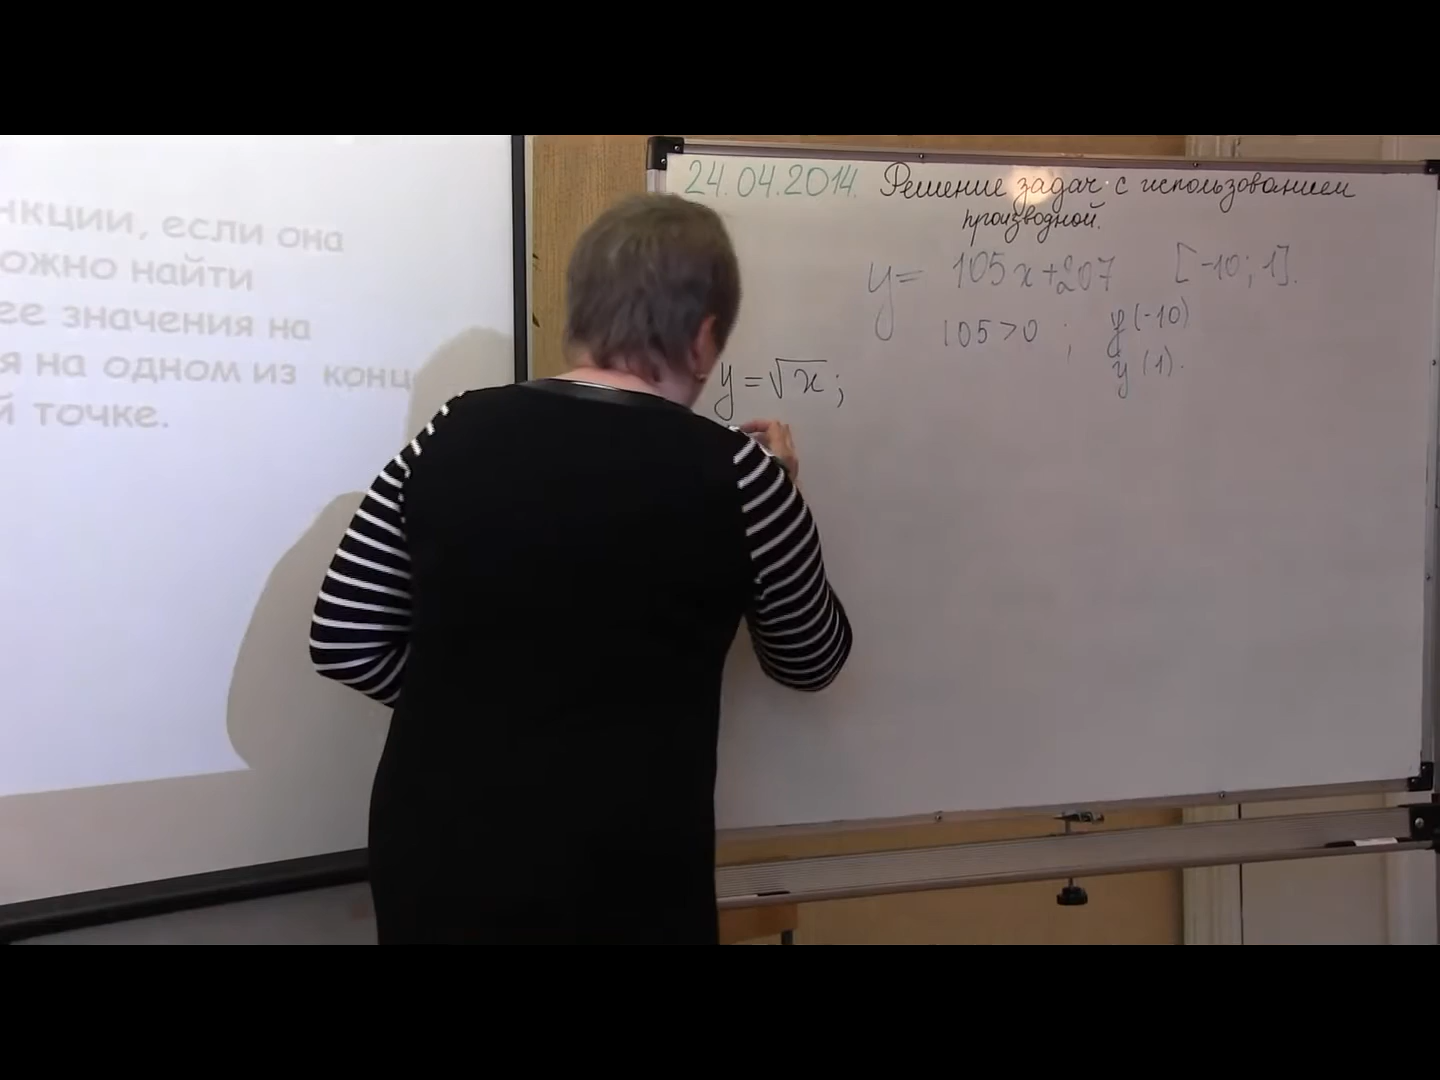 нкции, если она
ожно найти
ее значения на
я на одном из конц
й точке.
24.04.2014. Решение задач с использованием
производной.
y= 105x+207 [-10; 1].
105>0 ; y(-10)
y(1).
y=√x;